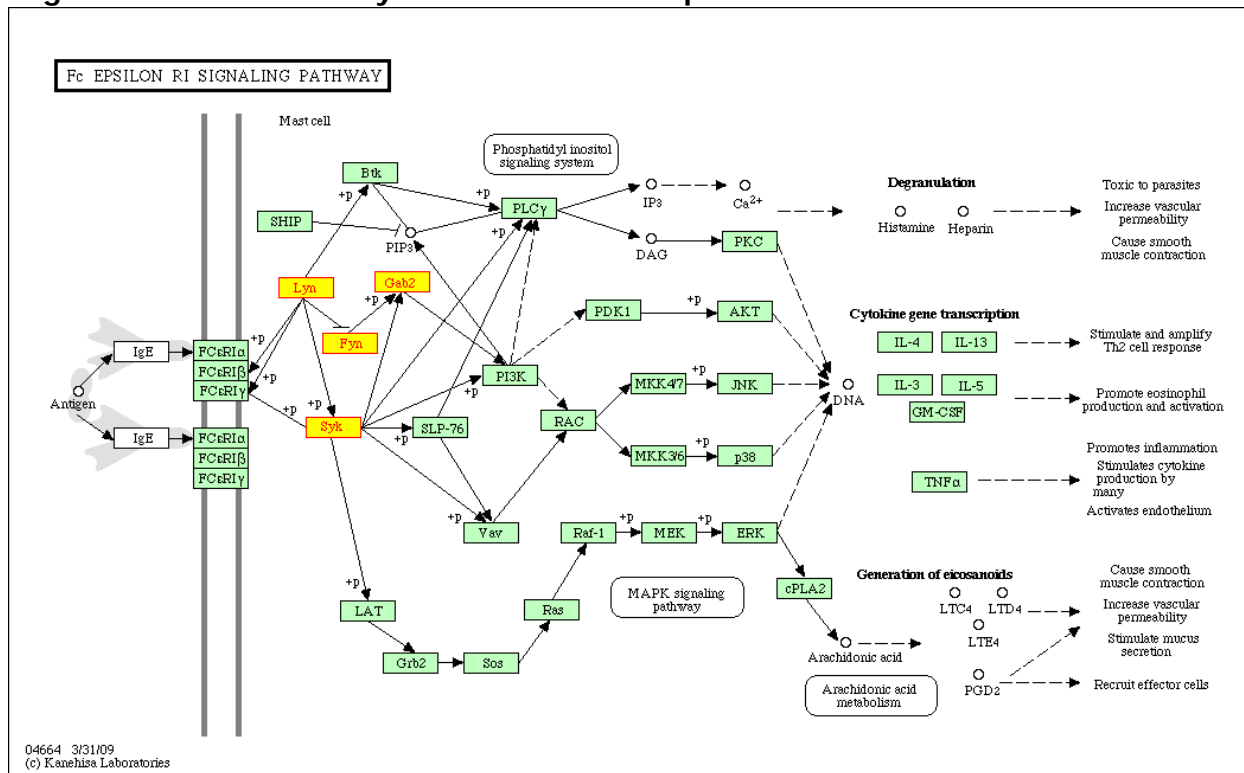 Fc EPSILON RI SIGNALING PATHWAY
Mast cell
Phosphatidyl inositol
signaling system
Btk
+p
+p
SHIP
PIP3
PLCγ
+p
IP3
Ca2+
DAG
PKC
Degranulation
Histamine
Heparin
Toxic to parasites
Increase vascular
permeability
Cause smooth
muscle contraction
Lyn
Gab2
+p
Fyn
PDK1
+p
AKT
Cytokine gene transcription
IL-4
IL-13
Stimulate and amplify
Th2 cell response
Antigen
IgE
FCεRIα
FCεRIβ
FCεRIγ
+p
+p
+p
+p
PI3K
+p
MKK4/7
+p
JNK
DNA
IL-3
IL-5
GM-CSF
Promote eosinophil
production and activation
IgE
FCεRIα
FCεRIβ
FCεRIγ
Syk
+p
SLP-76
RAC
MKK3/6
+p
p38
Promotes inflammation
TNFα
Stimulates cytokine
production by
many
Activates endothelium
+p
Vav
Raf-1
+p
MEK
+p
ERK
+p
LAT
Grb2
Sos
Ras
MAPK signaling
pathway
cPLA2
Generation of eicosanoids
LTC4
LTD4
LTE4
Cause smooth
muscle contraction
Increase vascular
permeability
Stimulate mucus
secretion
Arachidonic acid
Arachidonic acid
metabolism
PGD2
Recruit effector cells
04664 3/31/09
(c) Kanehisa Laboratories